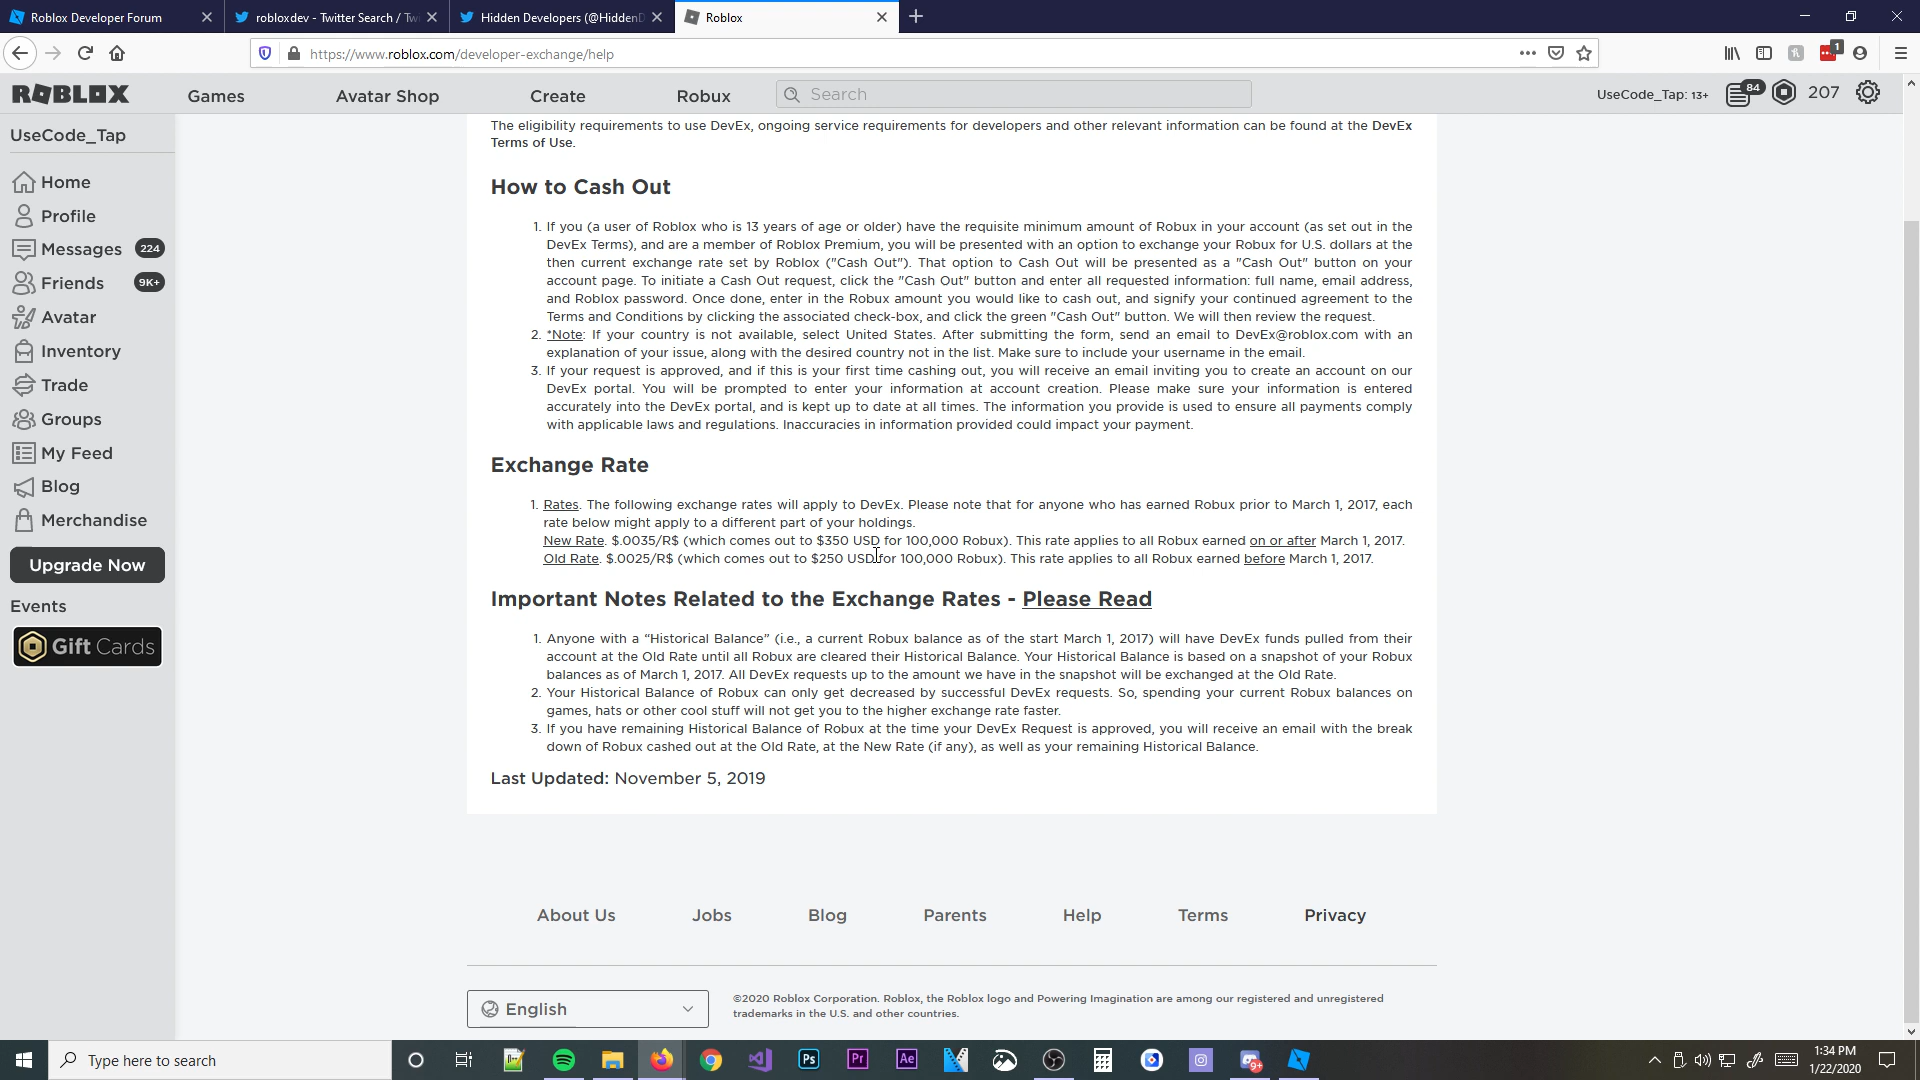 Roblox Developer Forum
robloxdev - Twitter Search / Tw
Hidden Developers (@HiddenD
Roblox
https://www.roblox.com/developer-exchange/help
1
ROBLOX
Games
Avatar Shop
Create
Robux
Search
UseCode_Tap: 13+
84
207
UseCode_Tap
Home
Profile
Messages 224
Friends 9K+
Avatar
Inventory
Trade
Groups
My Feed
Blog
Merchandise
Upgrade Now
Events
Gift Cards
The eligibility requirements to use DevEx, ongoing service requirements for developers and other relevant information can be found at the DevEx
Terms of Use.
How to Cash Out
1. If you (a user of Roblox who is 13 years of age or older) have the requisite minimum amount of Robux in your account (as set out in the
DevEx Terms), and are a member of Roblox Premium, you will be presented with an option to exchange your Robux for U.S. dollars at the
then current exchange rate set by Roblox ("Cash Out"). That option to Cash Out will be presented as a "Cash Out" button on your
account page. To initiate a Cash Out request, click the "Cash Out" button and enter all requested information: full name, email address,
and Roblox password. Once done, enter in the Robux amount you would like to cash out, and signify your continued agreement to the
Terms and Conditions by clicking the associated check-box, and click the green "Cash Out" button. We will then review the request.
2. *Note: If your country is not available, select United States. After submitting the form, send an email to DevEx@roblox.com with an
explanation of your issue, along with the desired country not in the list. Make sure to include your username in the email.
3. If your request is approved, and if this is your first time cashing out, you will receive an email inviting you to create an account on our
DevEx portal. You will be prompted to enter your information at account creation. Please make sure your information is entered
accurately into the DevEx portal, and is kept up to date at all times. The information you provide is used to ensure all payments comply
with applicable laws and regulations. Inaccuracies in information provided could impact your payment.
Exchange Rate
1. Rates. The following exchange rates will apply to DevEx. Please note that for anyone who has earned Robux prior to March 1, 2017, each
rate below might apply to a different part of your holdings.
New Rate. $.0035/R$ (which comes out to $350 USD for 100,000 Robux). This rate applies to all Robux earned on or after March 1, 2017.
Old Rate. $.0025/R$ (which comes out to $250 USD for 100,000 Robux). This rate applies to all Robux earned before March 1, 2017.
Important Notes Related to the Exchange Rates - Please Read
1. Anyone with a “Historical Balance” (i.e., a current Robux balance as of the start March 1, 2017) will have DevEx funds pulled from their
account at the Old Rate until all Robux are cleared their Historical Balance. Your Historical Balance is based on a snapshot of your Robux
balances as of March 1, 2017. All DevEx requests up to the amount we have in the snapshot will be exchanged at the Old Rate.
2. Your Historical Balance of Robux can only get decreased by successful DevEx requests. So, spending your current Robux balances on
games, hats or other cool stuff will not get you to the higher exchange rate faster.
3. If you have remaining Historical Balance of Robux at the time your DevEx Request is approved, you will receive an email with the break
down of Robux cashed out at the Old Rate, at the New Rate (if any), as well as your remaining Historical Balance.
Last Updated: November 5, 2019
About Us
Jobs
Blog
Parents
Help
Terms
Privacy
English
©2020 Roblox Corporation. Roblox, the Roblox logo and Powering Imagination are among our registered and unregistered
trademarks in the U.S. and other countries.
Type here to search
Ps
Pr
Ae
9+
1:34 PM
1/22/2020